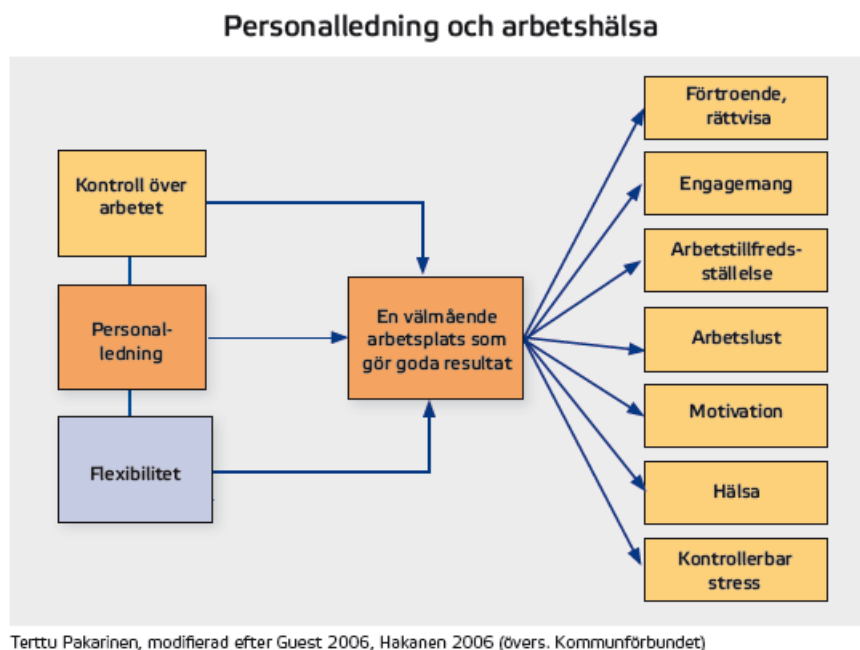 Personalledning och arbetshälsa
Kontroll över
arbetet
Personal-
ledning
Flexibilitet
En välmående
arbetsplats som
gör goda resultat
Förtroende,
rättvisa
Engagemang
Arbetstillfreds-
ställelse
Arbetslust
Motivation
Hälsa
Kontrollerbar
stress
Terttu Pakarinen, modifierad efter Guest 2006, Hakanen 2006 (övers. Kommunförbundet)